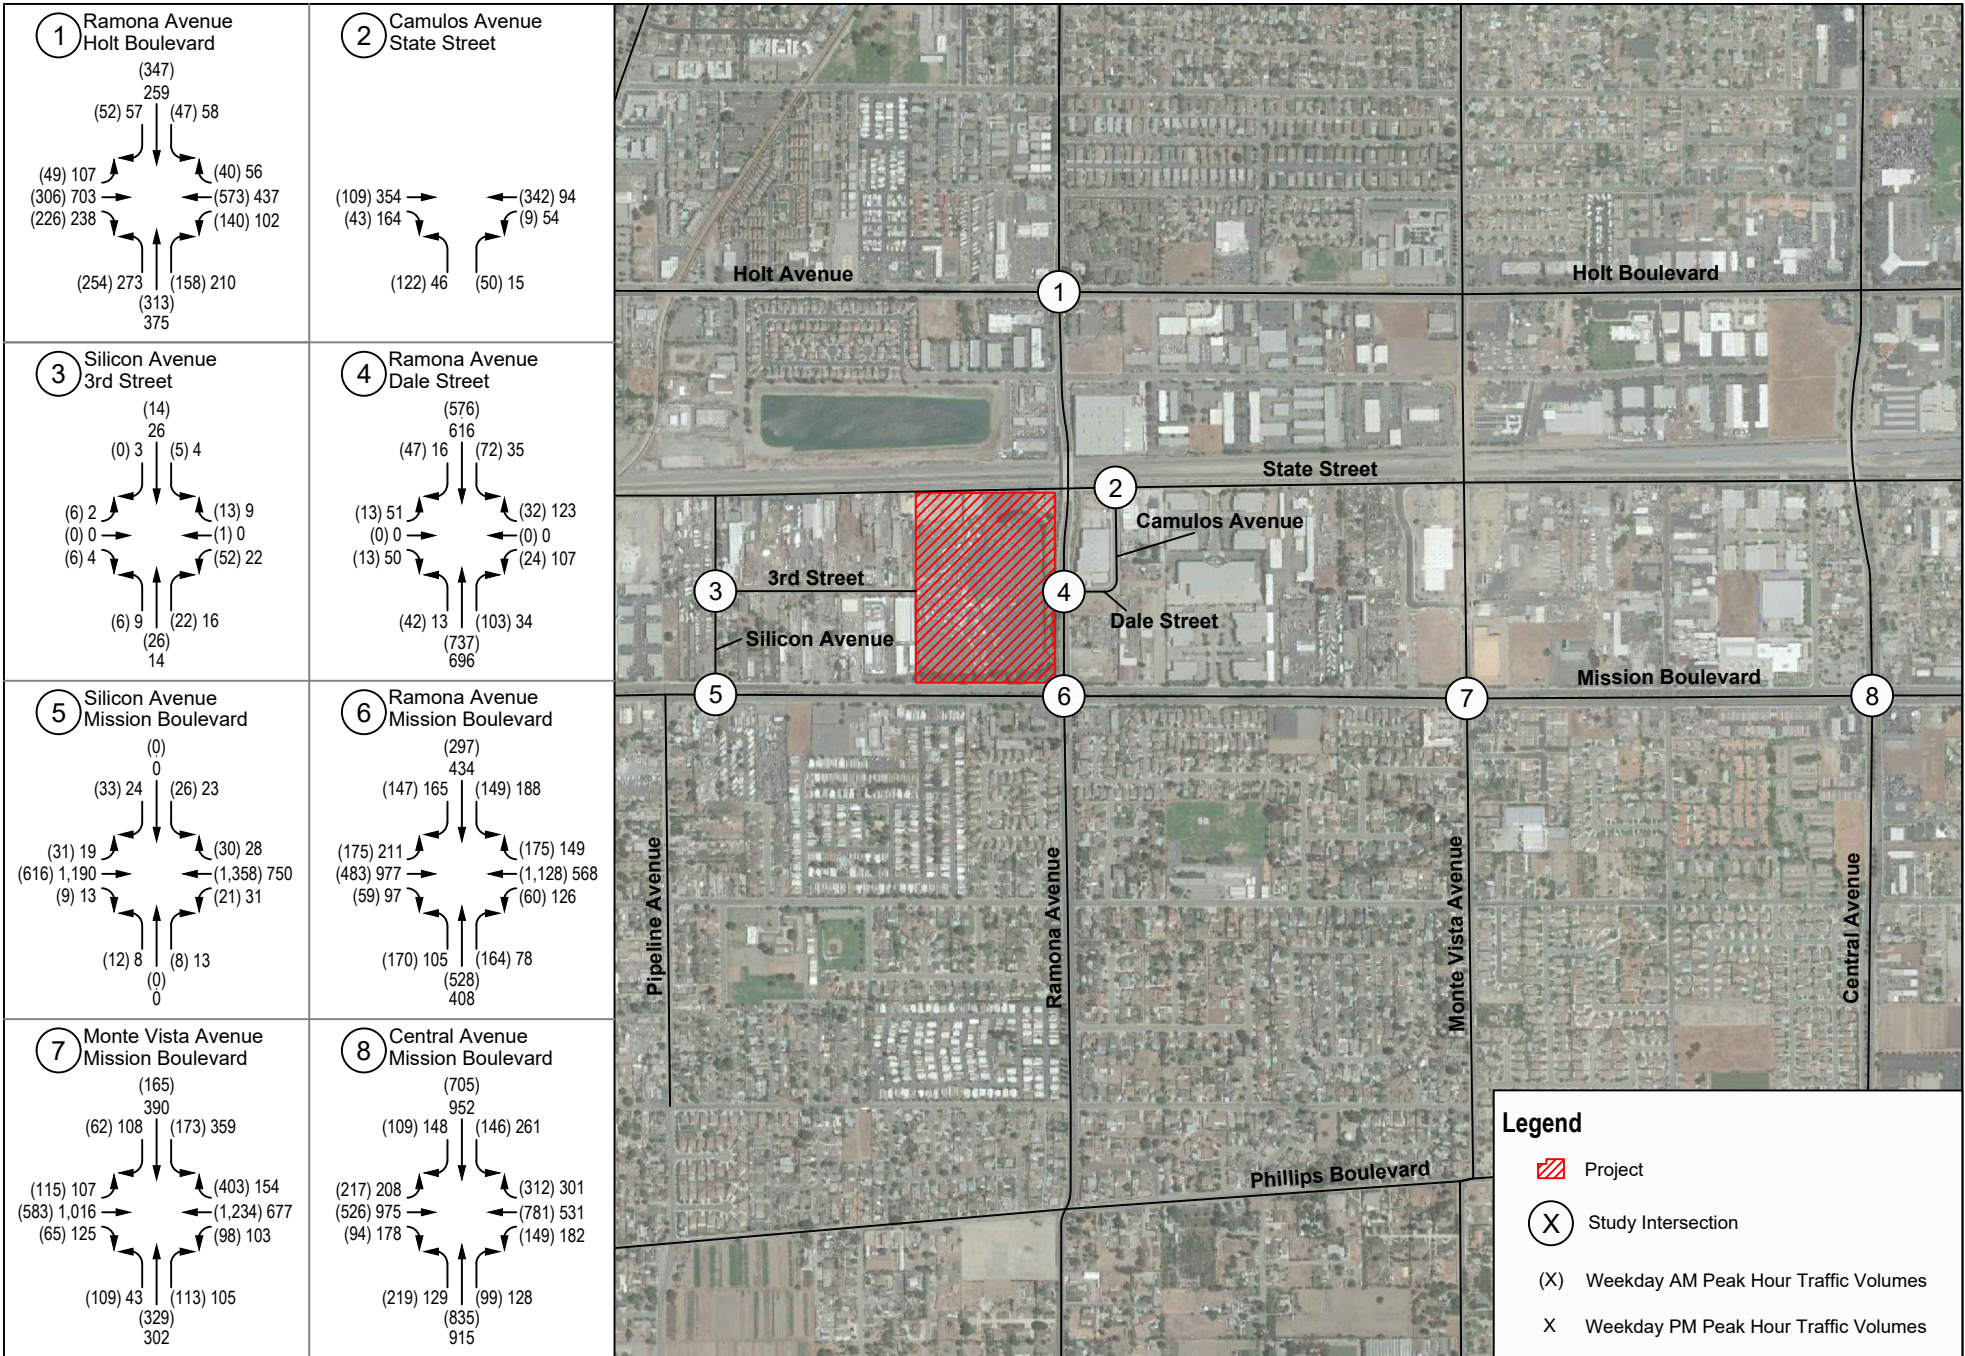 1 Ramona Avenue
Holt Boulevard
(347)
259
(52) 57 (47) 58
(49) 107 (40) 56
(306) 703 (573) 437
(226) 238 (140) 102
(254) 273 (158) 210
(313)
375
2 Camulos Avenue
State Street
(109) 354 (342) 94
(43) 164 (9) 54
(122) 46 (50) 15
3 Silicon Avenue
3rd Street
(14)
26
(0) 3 (5) 4
(6) 2 (13) 9
(0) 0 (1) 0
(6) 4 (52) 22
(6) 9 (22) 16
(26)
14
4 Ramona Avenue
Dale Street
(576)
616
(47) 16 (72) 35
(13) 51 (32) 123
(0) 0 (0) 0
(13) 50 (24) 107
(42) 13 (103) 34
(737)
696
5 Silicon Avenue
Mission Boulevard
(0)
0
(33) 24 (26) 23
(31) 19 (30) 28
(616) 1,190 (1,358) 750
(9) 13 (21) 31
(12) 8 (8) 13
(0)
0
6 Ramona Avenue
Mission Boulevard
(297)
434
(147) 165 (149) 188
(175) 211 (175) 149
(483) 977 (1,128) 568
(59) 97 (60) 126
(170) 105 (164) 78
(528)
408
7 Monte Vista Avenue
Mission Boulevard
(165)
390
(62) 108 (173) 359
(115) 107 (403) 154
(583) 1,016 (1,234) 677
(65) 125 (98) 103
(109) 43 (113) 105
(329)
302
8 Central Avenue
Mission Boulevard
(705)
952
(109) 148 (146) 261
(217) 208 (312) 301
(526) 975 (781) 531
(94) 178 (149) 182
(219) 129 (99) 128
(835)
915
Holt Avenue
Holt Boulevard
1
State Street
2
Camulos Avenue
3
3rd Street
4
Dale Street
Silicon Avenue
Mission Boulevard
5
6
7
8
Pipeline Avenue
Ramona Avenue
Monte Vista Avenue
Central Avenue
Phillips Boulevard
Legend
Project
X Study Intersection
(X) Weekday AM Peak Hour Traffic Volumes
X Weekday PM Peak Hour Traffic Volumes